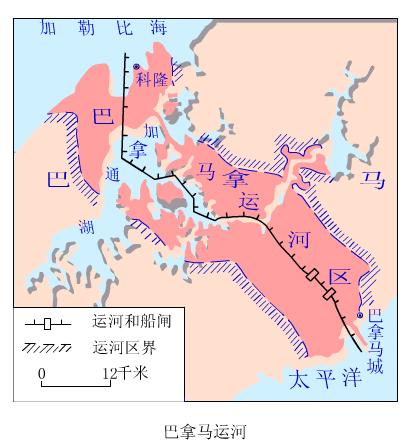 加勒比海
科隆
巴拿马
加通湖
巴拿马运河区
巴拿马城
太平洋
运河和船闸
运河区界
0 12千米
巴拿马运河